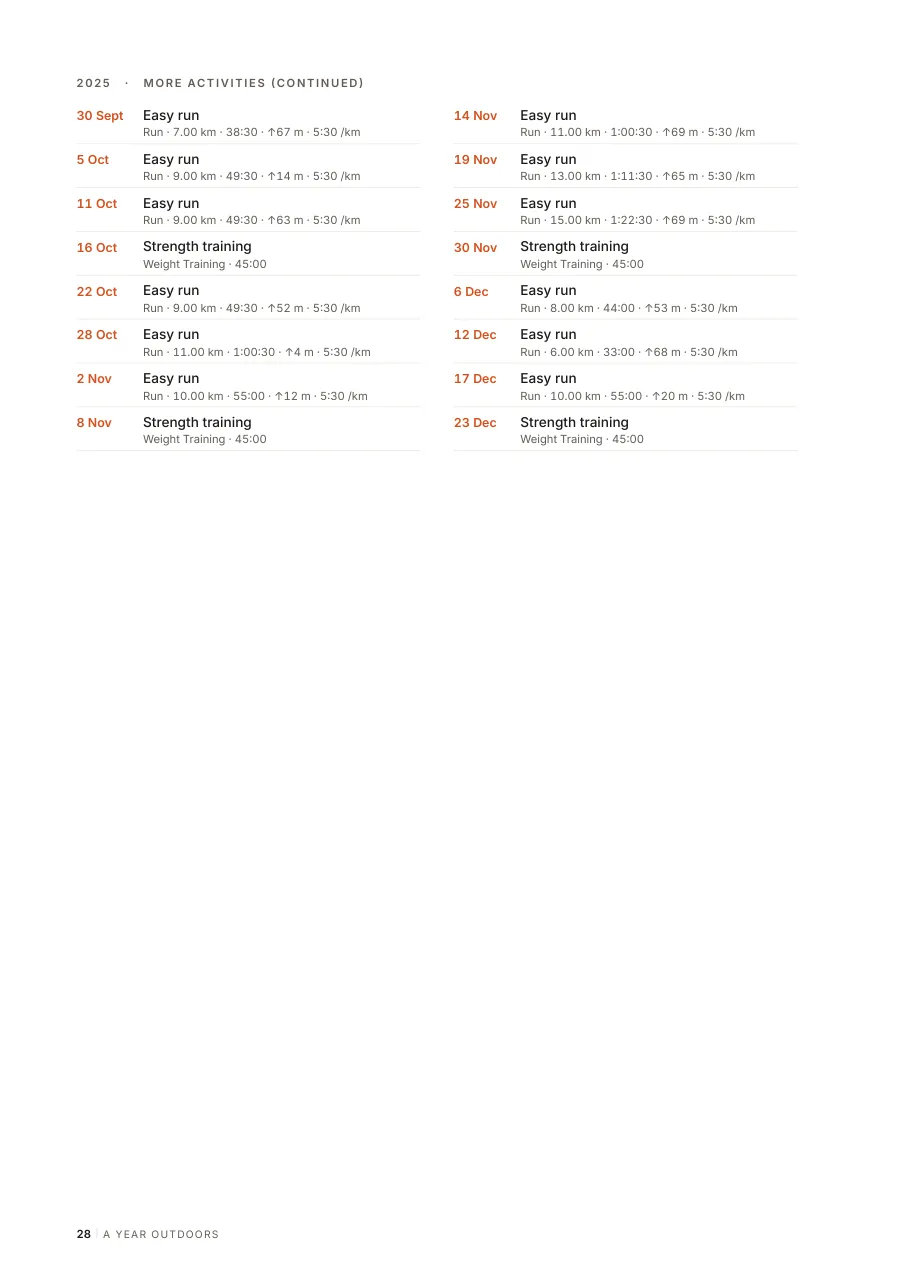 2025 · MORE ACTIVITIES (CONTINUED)
30 Sept Easy run
Run · 7.00 km · 38:30 · ↑67 m · 5:30 /km
5 Oct Easy run
Run · 9.00 km · 49:30 · ↑14 m · 5:30 /km
11 Oct Easy run
Run · 9.00 km · 49:30 · ↑63 m · 5:30 /km
16 Oct Strength training
Weight Training · 45:00
22 Oct Easy run
Run · 9.00 km · 49:30 · ↑52 m · 5:30 /km
28 Oct Easy run
Run · 11.00 km · 1:00:30 · ↑4 m · 5:30 /km
2 Nov Easy run
Run · 10.00 km · 55:00 · ↑12 m · 5:30 /km
8 Nov Strength training
Weight Training · 45:00
14 Nov Easy run
Run · 11.00 km · 1:00:30 · ↑69 m · 5:30 /km
19 Nov Easy run
Run · 13.00 km · 1:11:30 · ↑65 m · 5:30 /km
25 Nov Easy run
Run · 15.00 km · 1:22:30 · ↑69 m · 5:30 /km
30 Nov Strength training
Weight Training · 45:00
6 Dec Easy run
Run · 8.00 km · 44:00 · ↑53 m · 5:30 /km
12 Dec Easy run
Run · 6.00 km · 33:00 · ↑68 m · 5:30 /km
17 Dec Easy run
Run · 10.00 km · 55:00 · ↑20 m · 5:30 /km
23 Dec Strength training
Weight Training · 45:00
28 A YEAR OUTDOORS